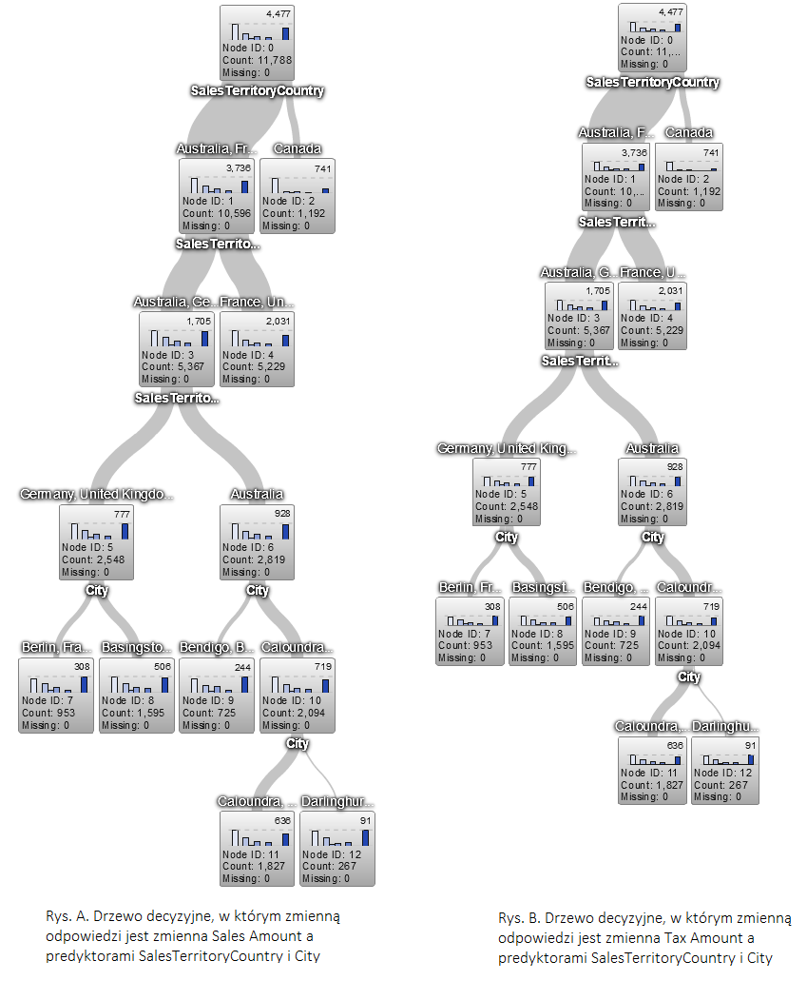 4,477
Node ID: 0
Count: 11,788
Missing: 0
SalesTerritoryCountry
Australia, Fr...
Canada
3,736
Node ID: 1
Count: 10,596
Missing: 0
741
Node ID: 2
Count: 1,192
Missing: 0
SalesTerrito...
Australia, Ge...
France, Un...
1,705
Node ID: 3
Count: 5,367
Missing: 0
2,031
Node ID: 4
Count: 5,229
Missing: 0
SalesTerrito...
Germany, United Kingdo...
Australia
777
Node ID: 5
Count: 2,548
Missing: 0
928
Node ID: 6
Count: 2,819
Missing: 0
City
City
Berlin, Fra...
Basingsto...
Bendigo, B...
Caloundra...
308
Node ID: 7
Count: 953
Missing: 0
506
Node ID: 8
Count: 1,595
Missing: 0
244
Node ID: 9
Count: 725
Missing: 0
719
Node ID: 10
Count: 2,094
Missing: 0
City
Caloundra, ...
Darlinghur...
636
Node ID: 11
Count: 1,827
Missing: 0
91
Node ID: 12
Count: 267
Missing: 0
Rys. A. Drzewo decyzyjne, w którym zmienną
odpowiedzi jest zmienna Sales Amount a
predyktorami SalesTerritoryCountry i City
4,477
Node ID: 0
Count: 11,...
Missing: 0
SalesTerritoryCountry
Australia, F...
Canada
3,736
Node ID: 1
Count: 10,...
Missing: 0
741
Node ID: 2
Count: 1,192
Missing: 0
SalesTerrit...
Australia, G...
France, U...
1,705
Node ID: 3
Count: 5,367
Missing: 0
2,031
Node ID: 4
Count: 5,229
Missing: 0
SalesTerrit...
Germany, United King...
Australia
777
Node ID: 5
Count: 2,548
Missing: 0
928
Node ID: 6
Count: 2,819
Missing: 0
City
City
Berlin, Fr...
Basingst...
Bendigo, ...
Caloundr...
308
Node ID: 7
Count: 953
Missing: 0
506
Node ID: 8
Count: 1,595
Missing: 0
244
Node ID: 9
Count: 725
Missing: 0
719
Node ID: 10
Count: 2,094
Missing: 0
City
Caloundra,...
Darlinghu...
636
Node ID: 11
Count: 1,827
Missing: 0
91
Node ID: 12
Count: 267
Missing: 0
Rys. B. Drzewo decyzyjne, w którym zmienną
odpowiedzi jest zmienna Tax Amount a
predyktorami SalesTerritoryCountry i City